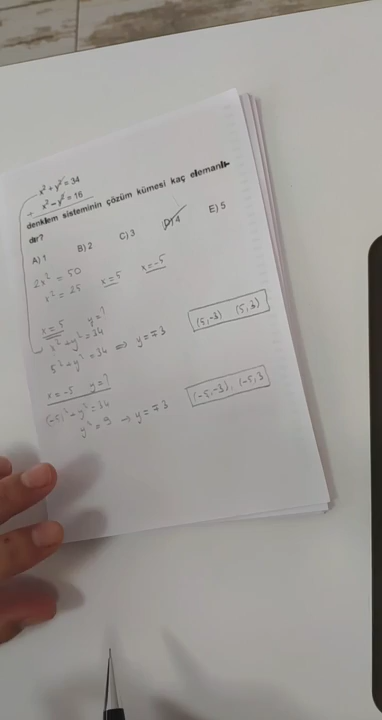 x² + y² = 34
+ x² - y² = 16
denklem sisteminin çözüm kümesi kaç elemanlı-
dır?
A) 1 B) 2 C) 3 D) 4 E) 5
2x² = 50
x² = 25 x=5 x=-5
x=5 y=?
x² + y² = 34
5² + y² = 34 ⇒ y=∓3 (5,-3) (5,3)
x=-5 y=?
(-5)² + y² = 34
y² = 9 → y=∓3 (-5,-3), (-5,3